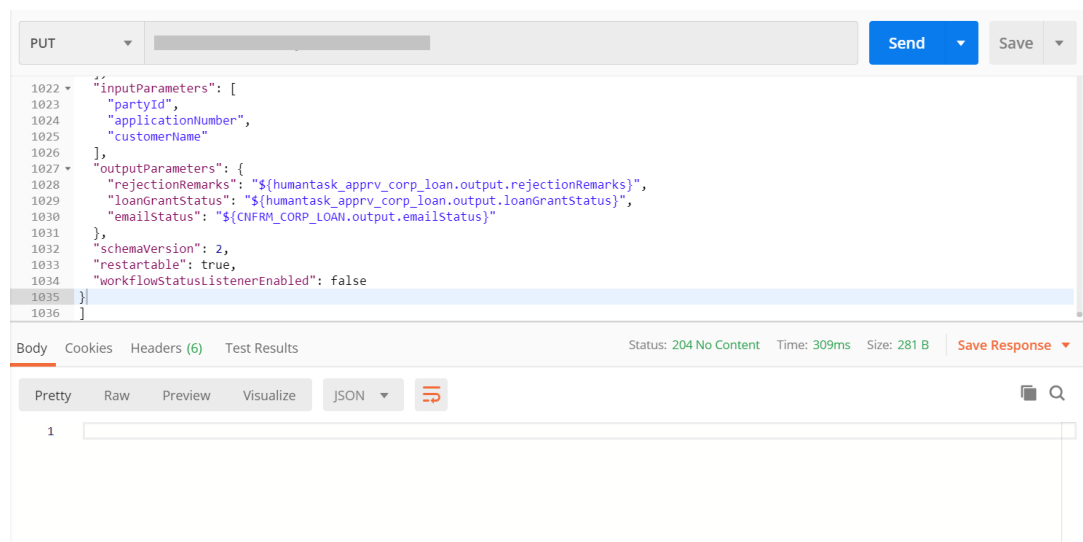 PUT
Send
Save
1022 "inputParameters": [
1023 "partyId",
1024 "applicationNumber",
1025 "customerName"
1026 ],
1027 "outputParameters": {
1028 "rejectionRemarks": "${humantask_apprv_corp_loan.output.rejectionRemarks}",
1029 "loanGrantStatus": "${humantask_apprv_corp_loan.output.loanGrantStatus}",
1030 "emailStatus": "${CNFRM_CORP_LOAN.output.emailStatus}"
1031 },
1032 "schemaVersion": 2,
1033 "restartable": true,
1034 "workflowStatusListenerEnabled": false
1035 }
1036 ]
Body Cookies Headers (6) Test Results Status: 204 No Content Time: 309ms Size: 281 B Save Response
Pretty Raw Preview Visualize JSON
1